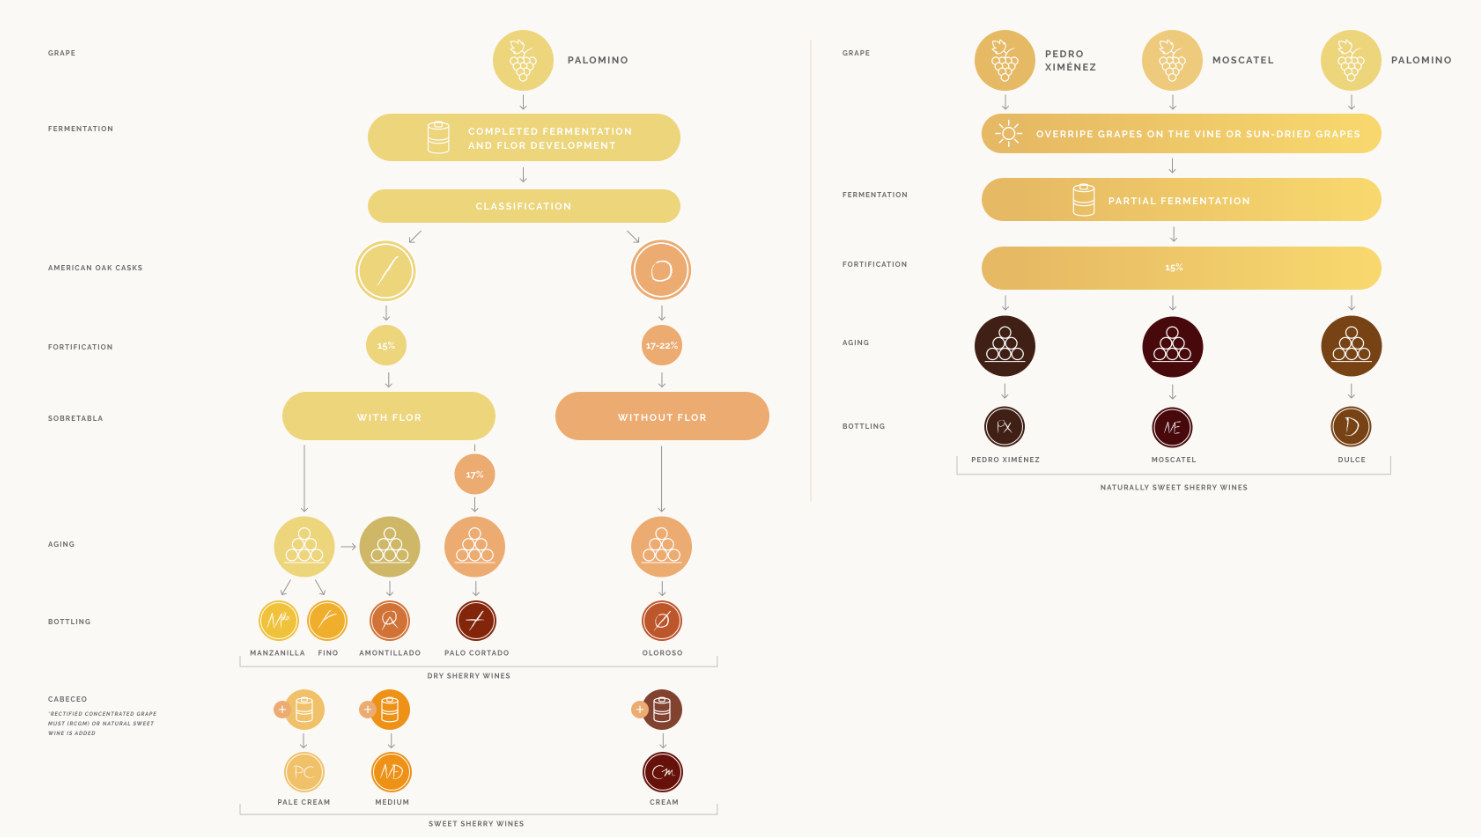 GRAPE
PALOMINO
FERMENTATION
COMPLETED FERMENTATION
AND FLOR DEVELOPMENT
CLASSIFICATION
AMERICAN OAK CASKS
FORTIFICATION
15%
17-22%
SOBRETABLA
WITH FLOR
WITHOUT FLOR
17%
AGING
BOTTLING
MANZANILLA
FINO
AMONTILLADO
PALO CORTADO
OLOROSO
DRY SHERRY WINES
CABECEO
*RECTIFIED CONCENTRATED GRAPE
MUST (RCGM) OR NATURAL SWEET
WINE IS ADDED
+
+
+
PC
MD
Cm
PALE CREAM
MEDIUM
CREAM
SWEET SHERRY WINES
GRAPE
PEDRO
XIMÉNEZ
MOSCATEL
PALOMINO
OVERRIPE GRAPES ON THE VINE OR SUN-DRIED GRAPES
FERMENTATION
PARTIAL FERMENTATION
FORTIFICATION
15%
AGING
BOTTLING
PX
ME
D
PEDRO XIMÉNEZ
MOSCATEL
DULCE
NATURALLY SWEET SHERRY WINES